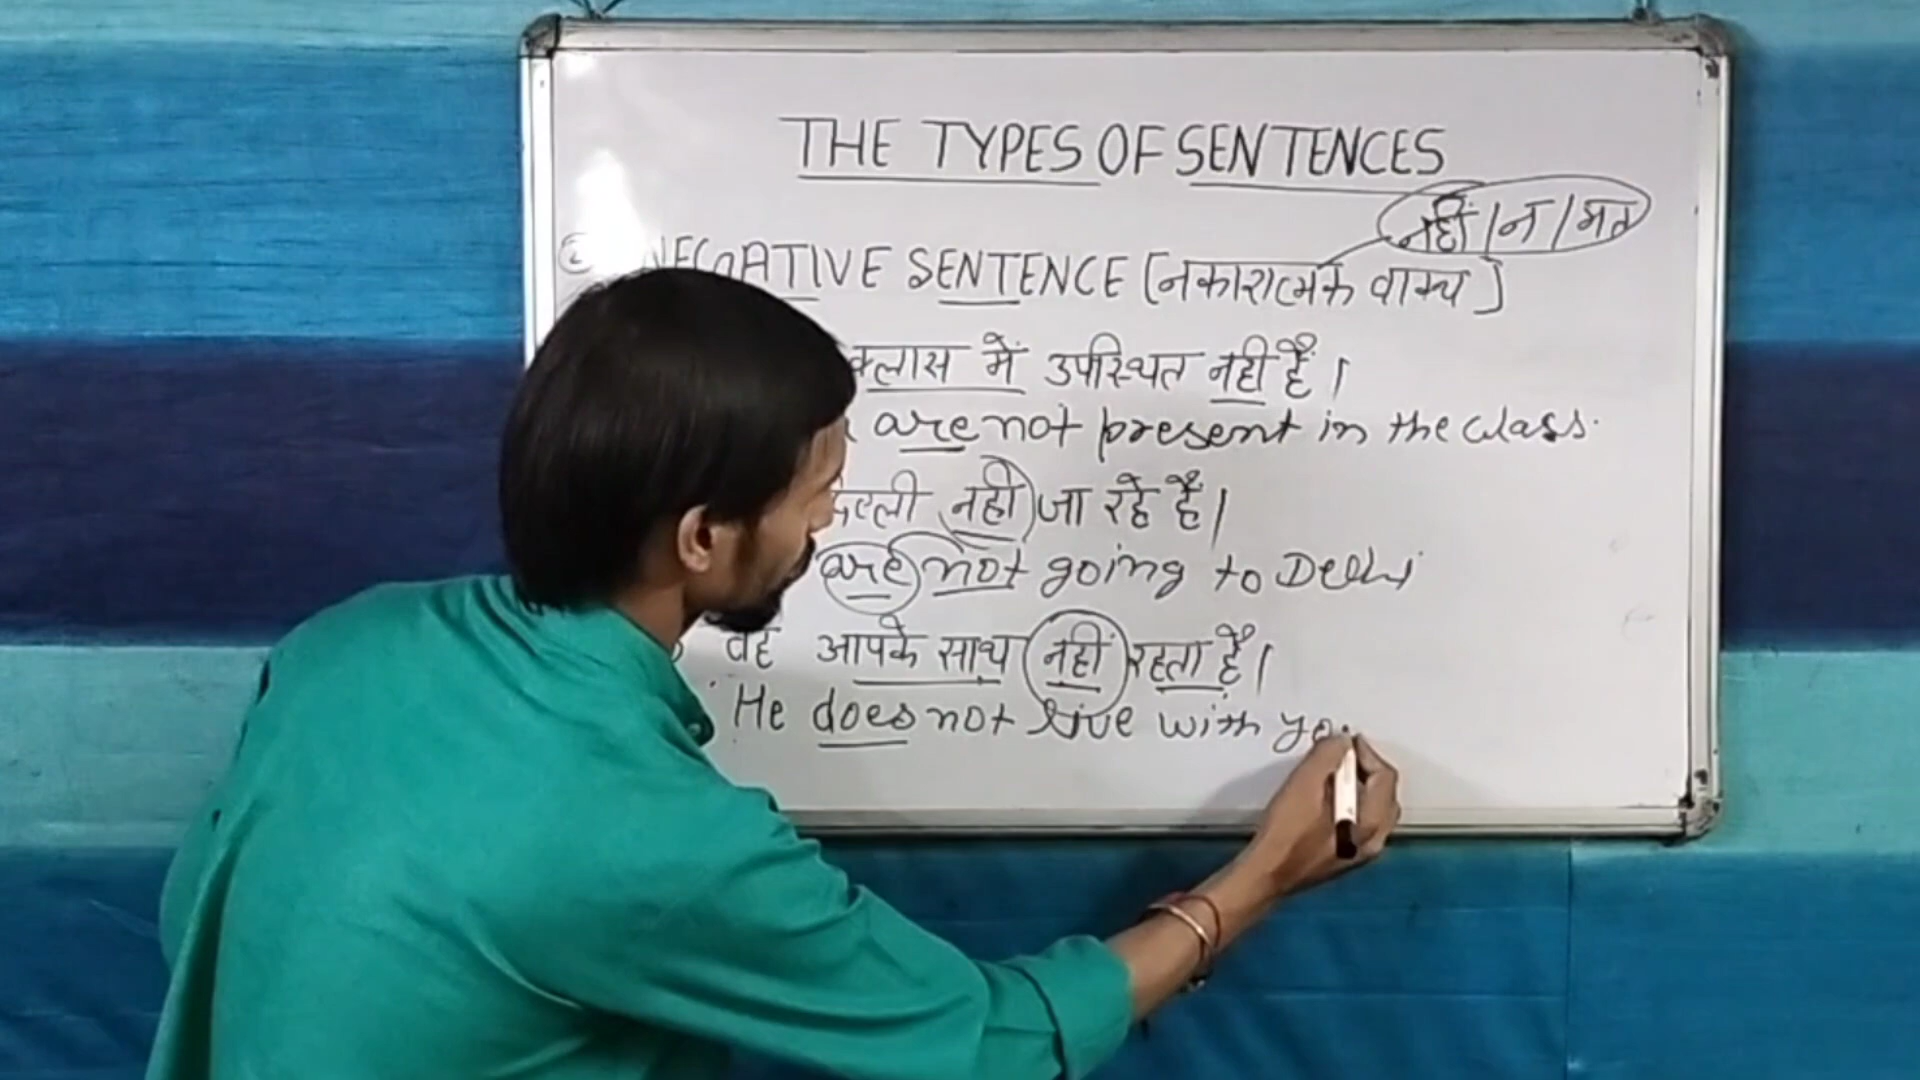 THE TYPES OF SENTENCES
नहीं / न / मत
NEGATIVE SENTENCE [नकारात्मक वाक्य]
क्लास में उपस्थित नही हैं।
are not present in the class.
नही जा रहे हैं।
are not going to Delhi
वह आपके साथ नहीं रहता है।
He does not live with